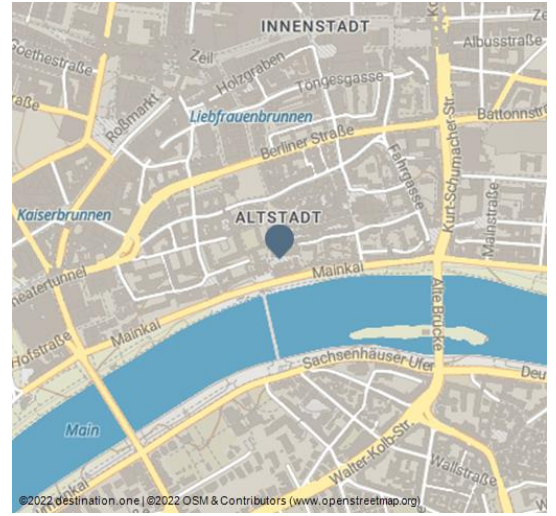 INNENSTADT
Goethestraße
Zeil
Albusstraße
Holzgraben
Töngesgasse
Roßmarkt
Liebfrauenbrunnen
Battonnstr
Berliner Straße
Fahrgasse
Kurt-Schumacher-Str.
Mainstraße
Kaiserbrunnen
ALTSTADT
heatertunnel
Mainkai
Hofstraße
Mainkai
Alte Brücke
Sachsenhäuser Ufer
Deu
Main
Walter-Kolb-Str.
Wallstraße
©2022 destination.one | ©2022 OSM & Contributors (www.openstreetmap.org)